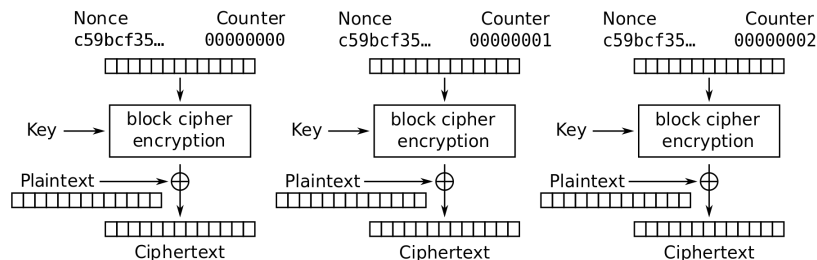 Nonce Counter Nonce Counter Nonce Counter
c59bcf35… 00000000 c59bcf35… 00000001 c59bcf35… 00000002
block cipher block cipher block cipher
Key Key Key
encryption encryption encryption
Plaintext Plaintext Plaintext
Ciphertext Ciphertext Ciphertext